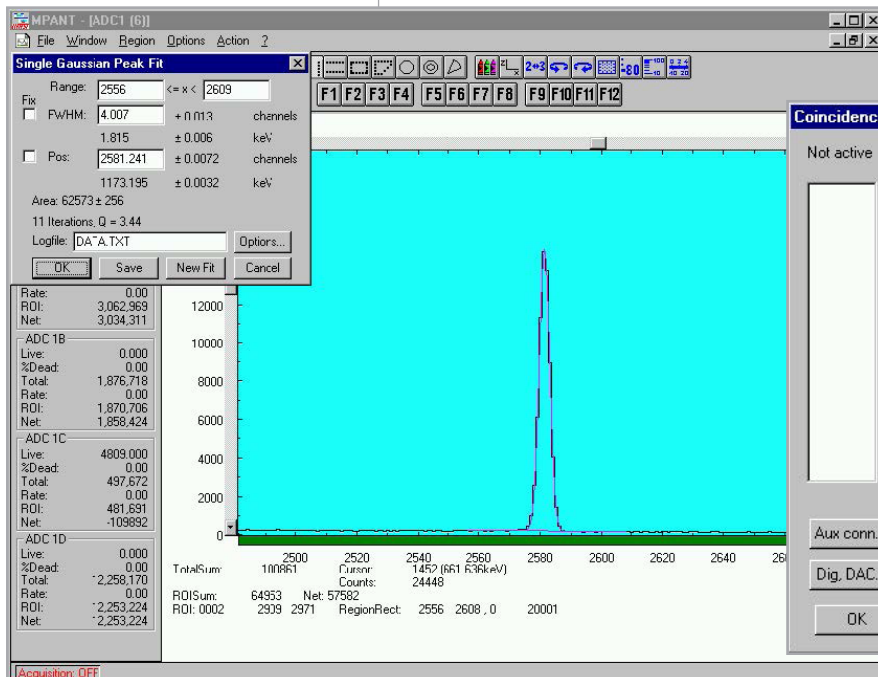 MPANT - [ADC1 (6)]
File Window Region Options Action ?
Single Gaussian Peak Fit
Range: 2556 <= x < 2609
Fix
FWHM: 4.007 ± 0.013 channels
1.815 ± 0.006 keV
Pos: 2581.241 ± 0.0072 channels
1173.195 ± 0.0032 keV
Area: 62573 ± 256
11 Iterations, Q = 3.44
Logfile: DATA.TXT Options...
OK Save New Fit Cancel
F1 F2 F3 F4 F5 F6 F7 F8 F9 F10 F11 F12
Rate: 0.00
ROI: 3,062,969
Net: 3,034,311
ADC 1B
Live: 0.000
%Dead: 0.00
Total: 1,876,718
Rate: 0.00
ROI: 1,870,706
Net: 1,858,424
ADC 1C
Live: 4809.000
%Dead: 0.00
Total: 497,672
Rate: 0.00
ROI: 481,691
Net: -109892
ADC 1D
Live: 0.000
%Dead: 0.00
Total: 2,258,170
Rate: 0.00
ROI: 2,253,224
Net: 2,253,224
12000
10000
8000
6000
4000
2000
0
2500 2520 2540 2560 2580 2600 2620 2640 266
TotalSum: 100861 Cursor: 1452 (661.636keV)
Counts: 24448
ROISum: 64953 Net: 57582
ROI: 0002 2939 2971 RegionRect: 2556 2608 , 0 20001
Coincidenc
Not active
Aux conn.
Dig, DAC.
OK
Acquisition: OFF